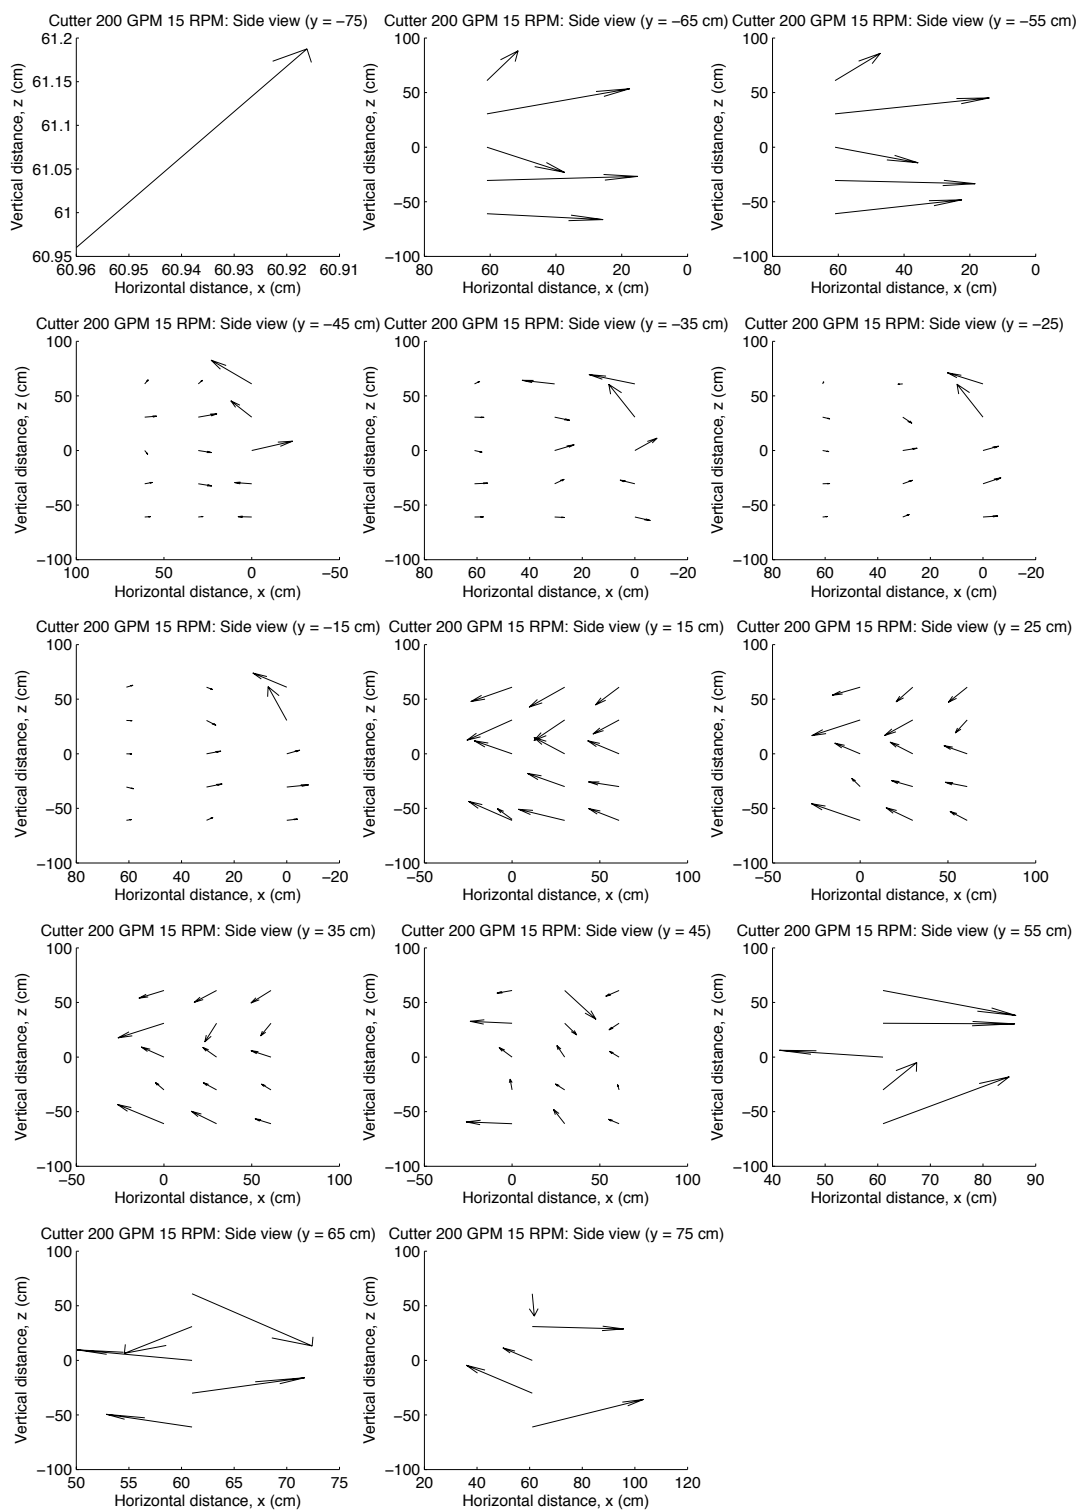 Cutter 200 GPM 15 RPM: Side view (y = −75)
61.2
61.15
61.1
61.05
61
60.95
Vertical distance, z (cm)
60.96 60.95 60.94 60.93 60.92 60.91
Horizontal distance, x (cm)
Cutter 200 GPM 15 RPM: Side view (y = −65 cm)
100
50
0
−50
−100
Vertical distance, z (cm)
80 60 40 20 0
Horizontal distance, x (cm)
Cutter 200 GPM 15 RPM: Side view (y = −55 cm)
100
50
0
−50
−100
Vertical distance, z (cm)
80 60 40 20 0
Horizontal distance, x (cm)
Cutter 200 GPM 15 RPM: Side view (y = −45 cm)
100
50
0
−50
−100
Vertical distance, z (cm)
100 50 0 −50
Horizontal distance, x (cm)
Cutter 200 GPM 15 RPM: Side view (y = −35 cm)
100
50
0
−50
−100
Vertical distance, z (cm)
80 60 40 20 0 −20
Horizontal distance, x (cm)
Cutter 200 GPM 15 RPM: Side view (y = −25)
100
50
0
−50
−100
Vertical distance, z (cm)
80 60 40 20 0 −20
Horizontal distance, x (cm)
Cutter 200 GPM 15 RPM: Side view (y = −15 cm)
100
50
0
−50
−100
Vertical distance, z (cm)
80 60 40 20 0 −20
Horizontal distance, x (cm)
Cutter 200 GPM 15 RPM: Side view (y = 15 cm)
100
50
0
−50
−100
Vertical distance, z (cm)
−50 0 50 100
Horizontal distance, x (cm)
Cutter 200 GPM 15 RPM: Side view (y = 25 cm)
100
50
0
−50
−100
Vertical distance, z (cm)
−50 0 50 100
Horizontal distance, x (cm)
Cutter 200 GPM 15 RPM: Side view (y = 35 cm)
100
50
0
−50
−100
Vertical distance, z (cm)
−50 0 50 100
Horizontal distance, x (cm)
Cutter 200 GPM 15 RPM: Side view (y = 45)
100
50
0
−50
−100
Vertical distance, z (cm)
−50 0 50 100
Horizontal distance, x (cm)
Cutter 200 GPM 15 RPM: Side view (y = 55 cm)
100
50
0
−50
−100
Vertical distance, z (cm)
40 50 60 70 80 90
Horizontal distance, x (cm)
Cutter 200 GPM 15 RPM: Side view (y = 65 cm)
100
50
0
−50
−100
Vertical distance, z (cm)
50 55 60 65 70 75
Horizontal distance, x (cm)
Cutter 200 GPM 15 RPM: Side view (y = 75 cm)
100
50
0
−50
−100
Vertical distance, z (cm)
20 40 60 80 100 120
Horizontal distance, x (cm)